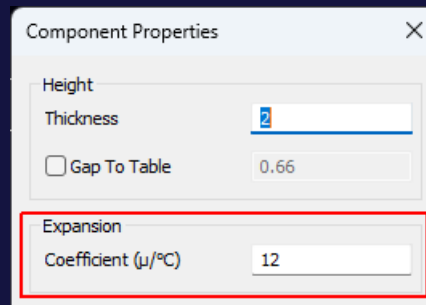 Component Properties
Height
Thickness 2
Gap To Table 0.66
Expansion
Coefficient (μ/°C) 12